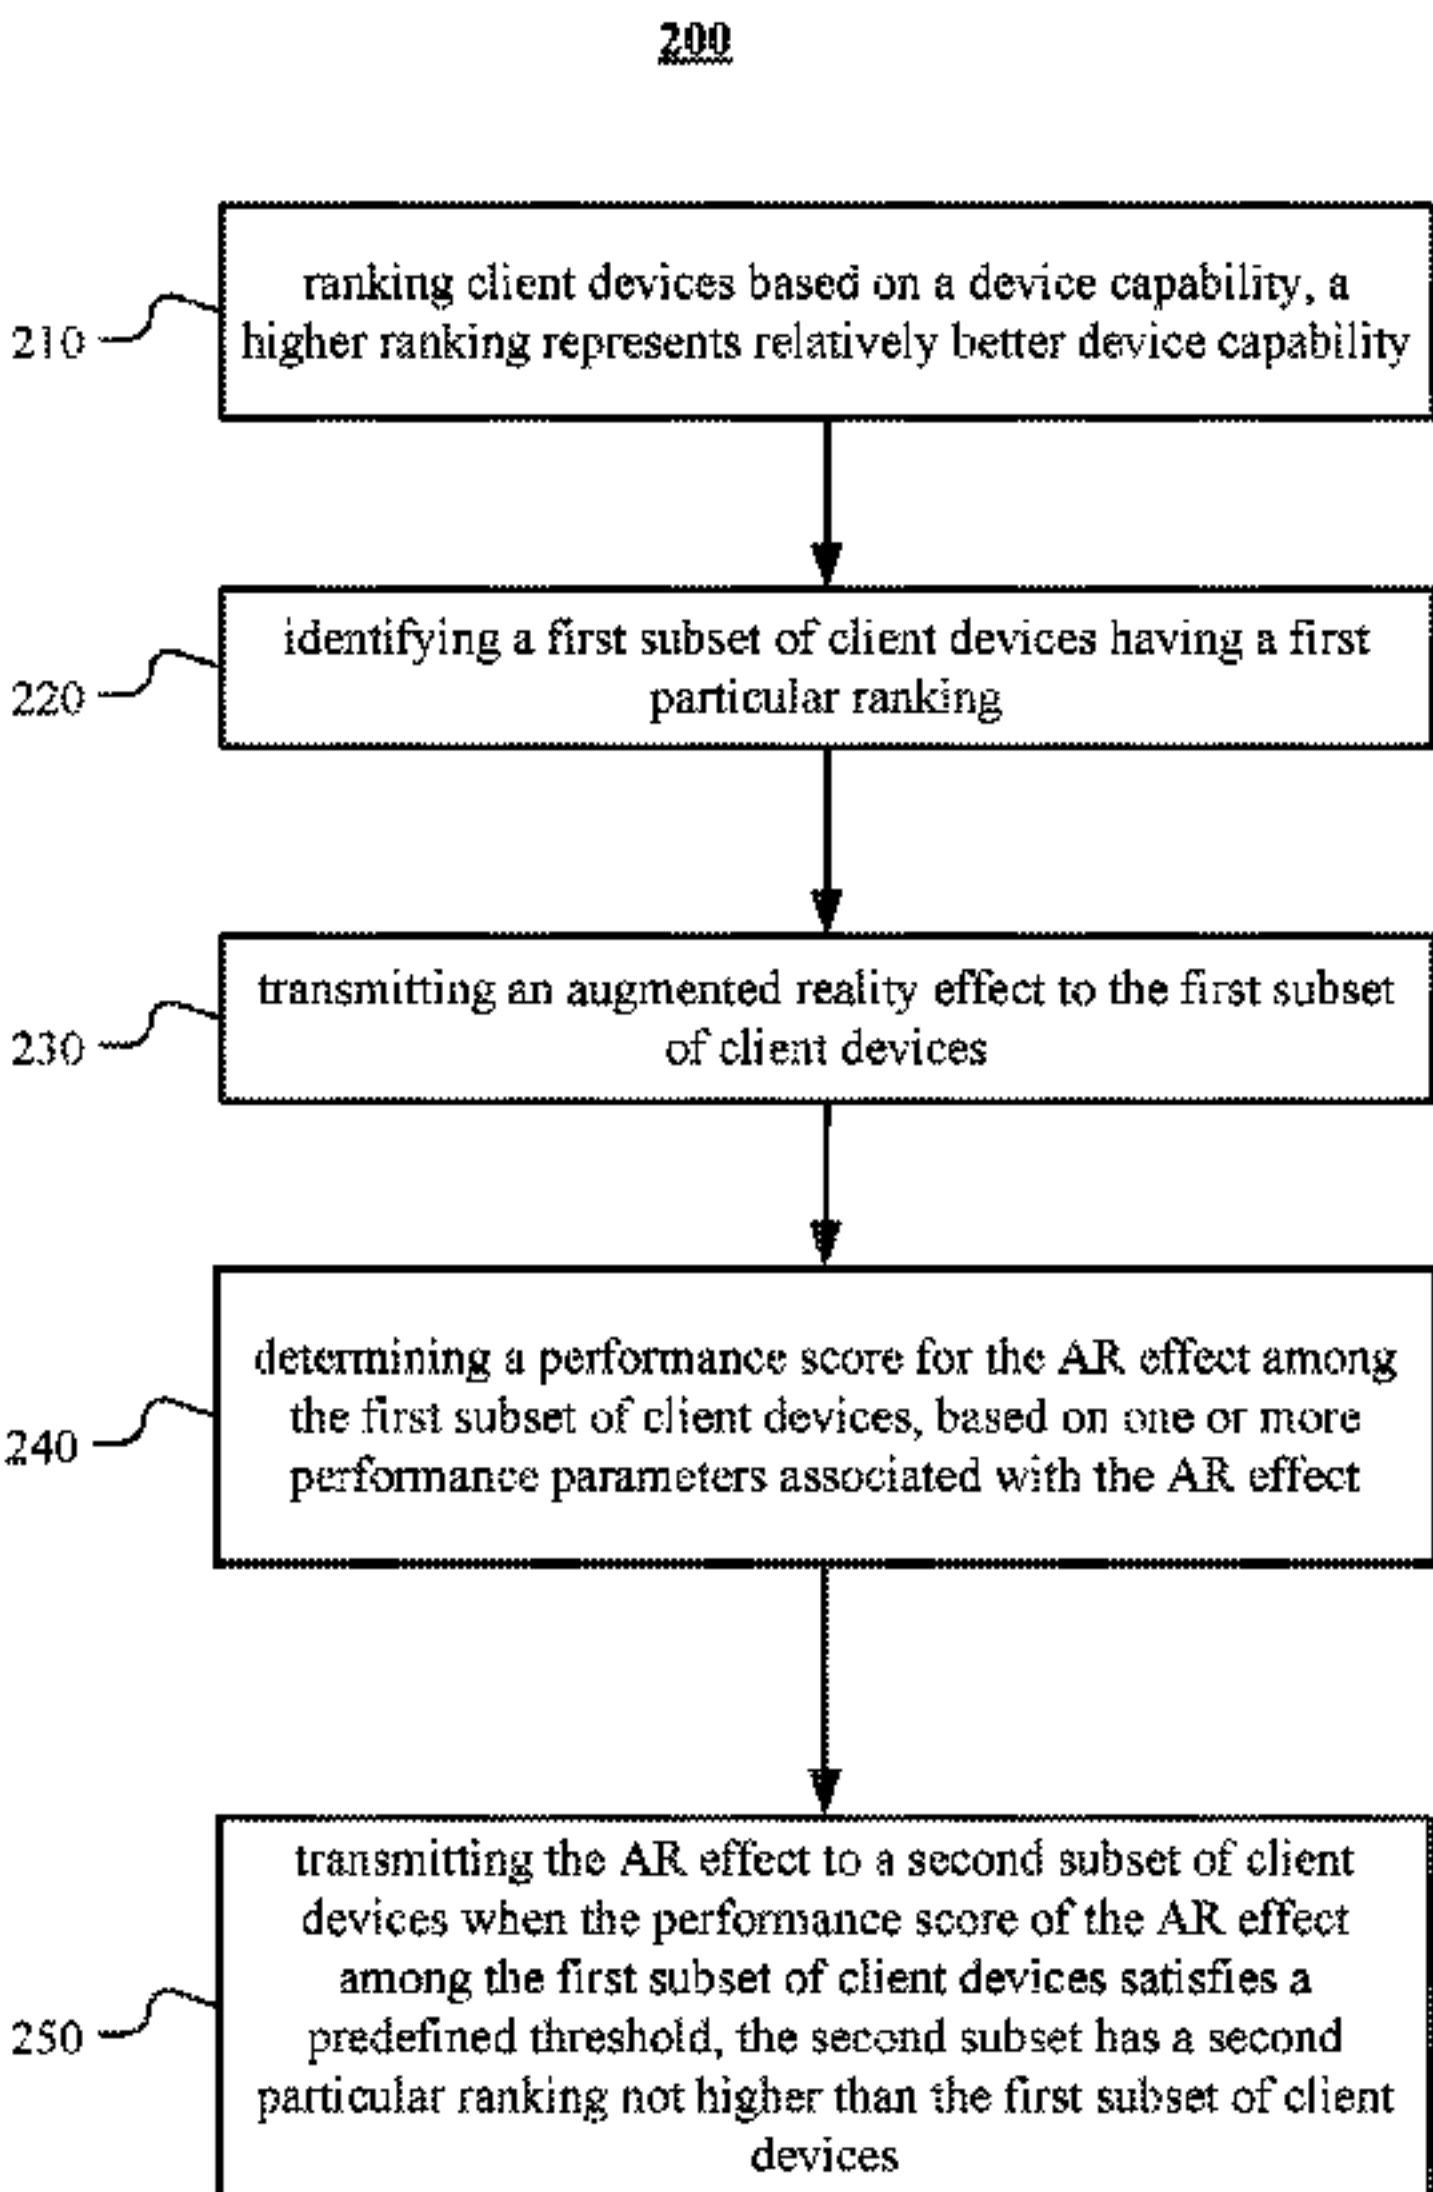 200
210
ranking client devices based on a device capability, a
higher ranking represents relatively better device capability
220
identifying a first subset of client devices having a first
particular ranking
230
transmitting an augmented reality effect to the first subset
of client devices
240
determining a performance score for the AR effect among
the first subset of client devices, based on one or more
performance parameters associated with the AR effect
250
transmitting the AR effect to a second subset of client
devices when the performance score of the AR effect
among the first subset of client devices satisfies a
predefined threshold, the second subset has a second
particular ranking not higher than the first subset of client
devices